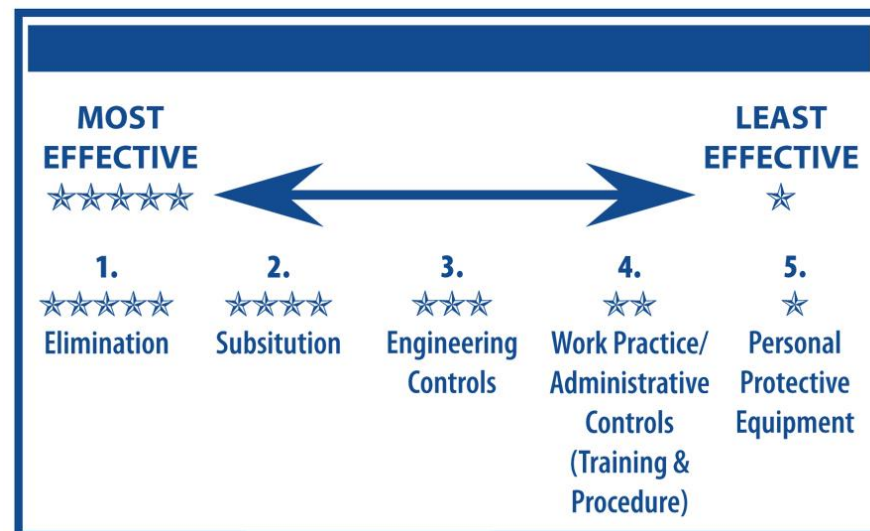 MOST
EFFECTIVE
LEAST
EFFECTIVE
1.
Elimination
2.
Subsitution
3.
Engineering
Controls
4.
Work Practice/
Administrative
Controls
(Training &
Procedure)
5.
Personal
Protective
Equipment